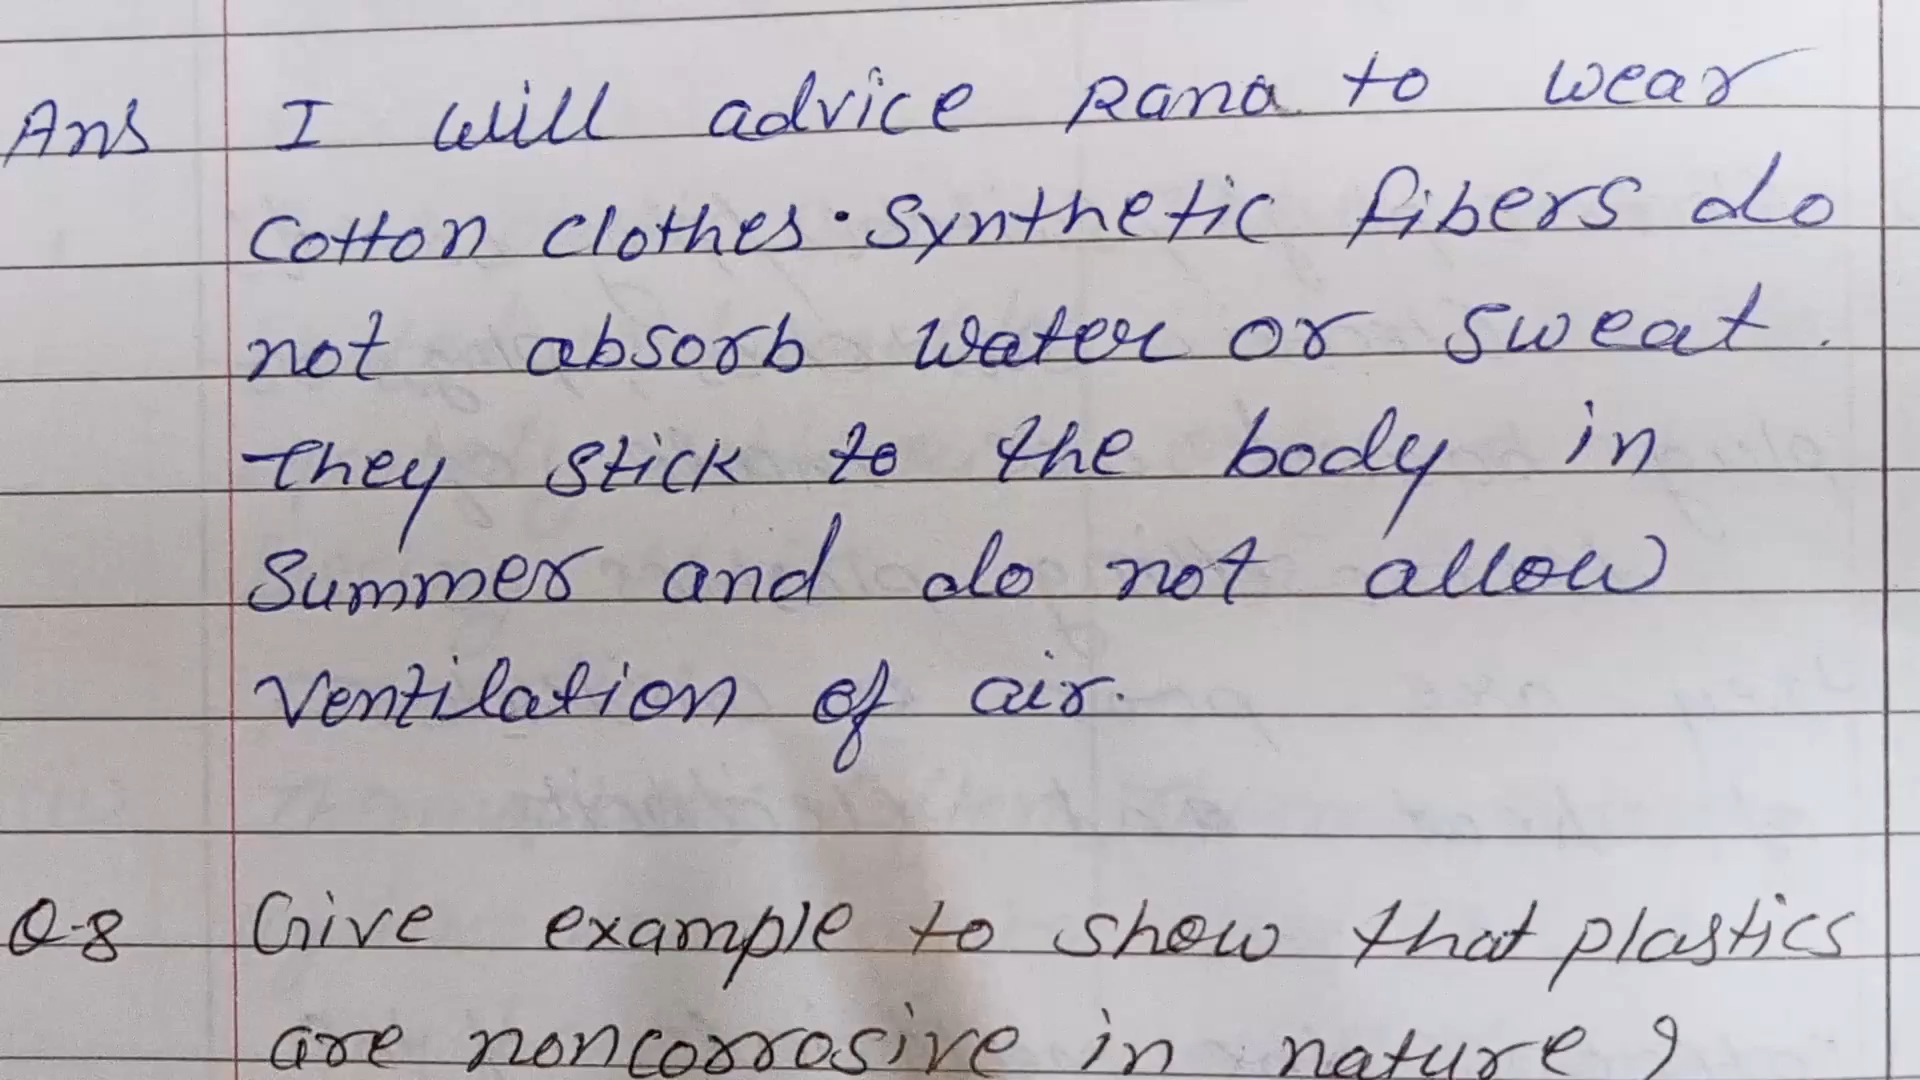 Ans I will advice Rana to wear
Cotton clothes. Synthetic fibers do
not absorb water or sweat.
They stick to the body in
Summer and do not allow
Ventilation of air.
Q-8 Give example to show that plastics
are noncorrosive in nature?